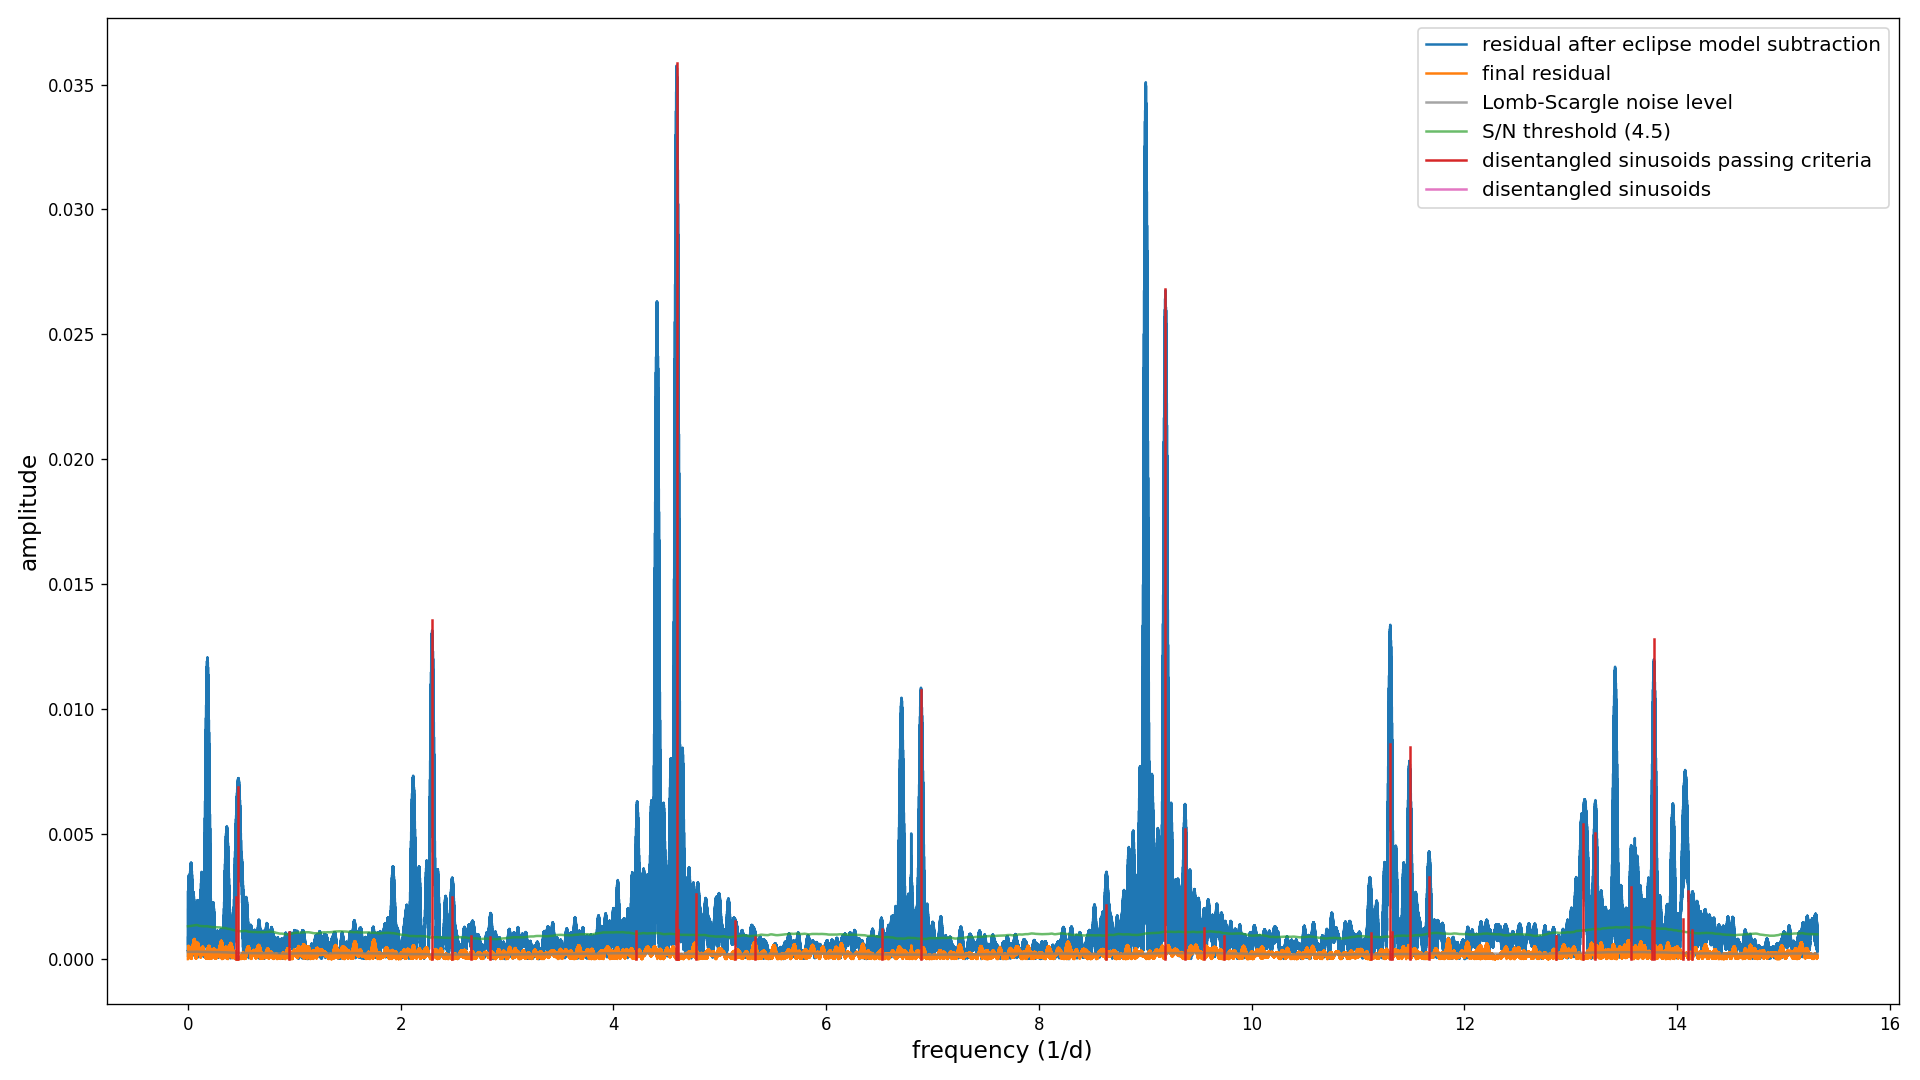 residual after eclipse model subtraction
final residual
Lomb-Scargle noise level
S/N threshold (4.5)
disentangled sinusoids passing criteria
disentangled sinusoids
0.035
0.030
0.025
0.020
0.015
0.010
0.005
0.000
amplitude
0 2 4 6 8 10 12 14 16
frequency (1/d)